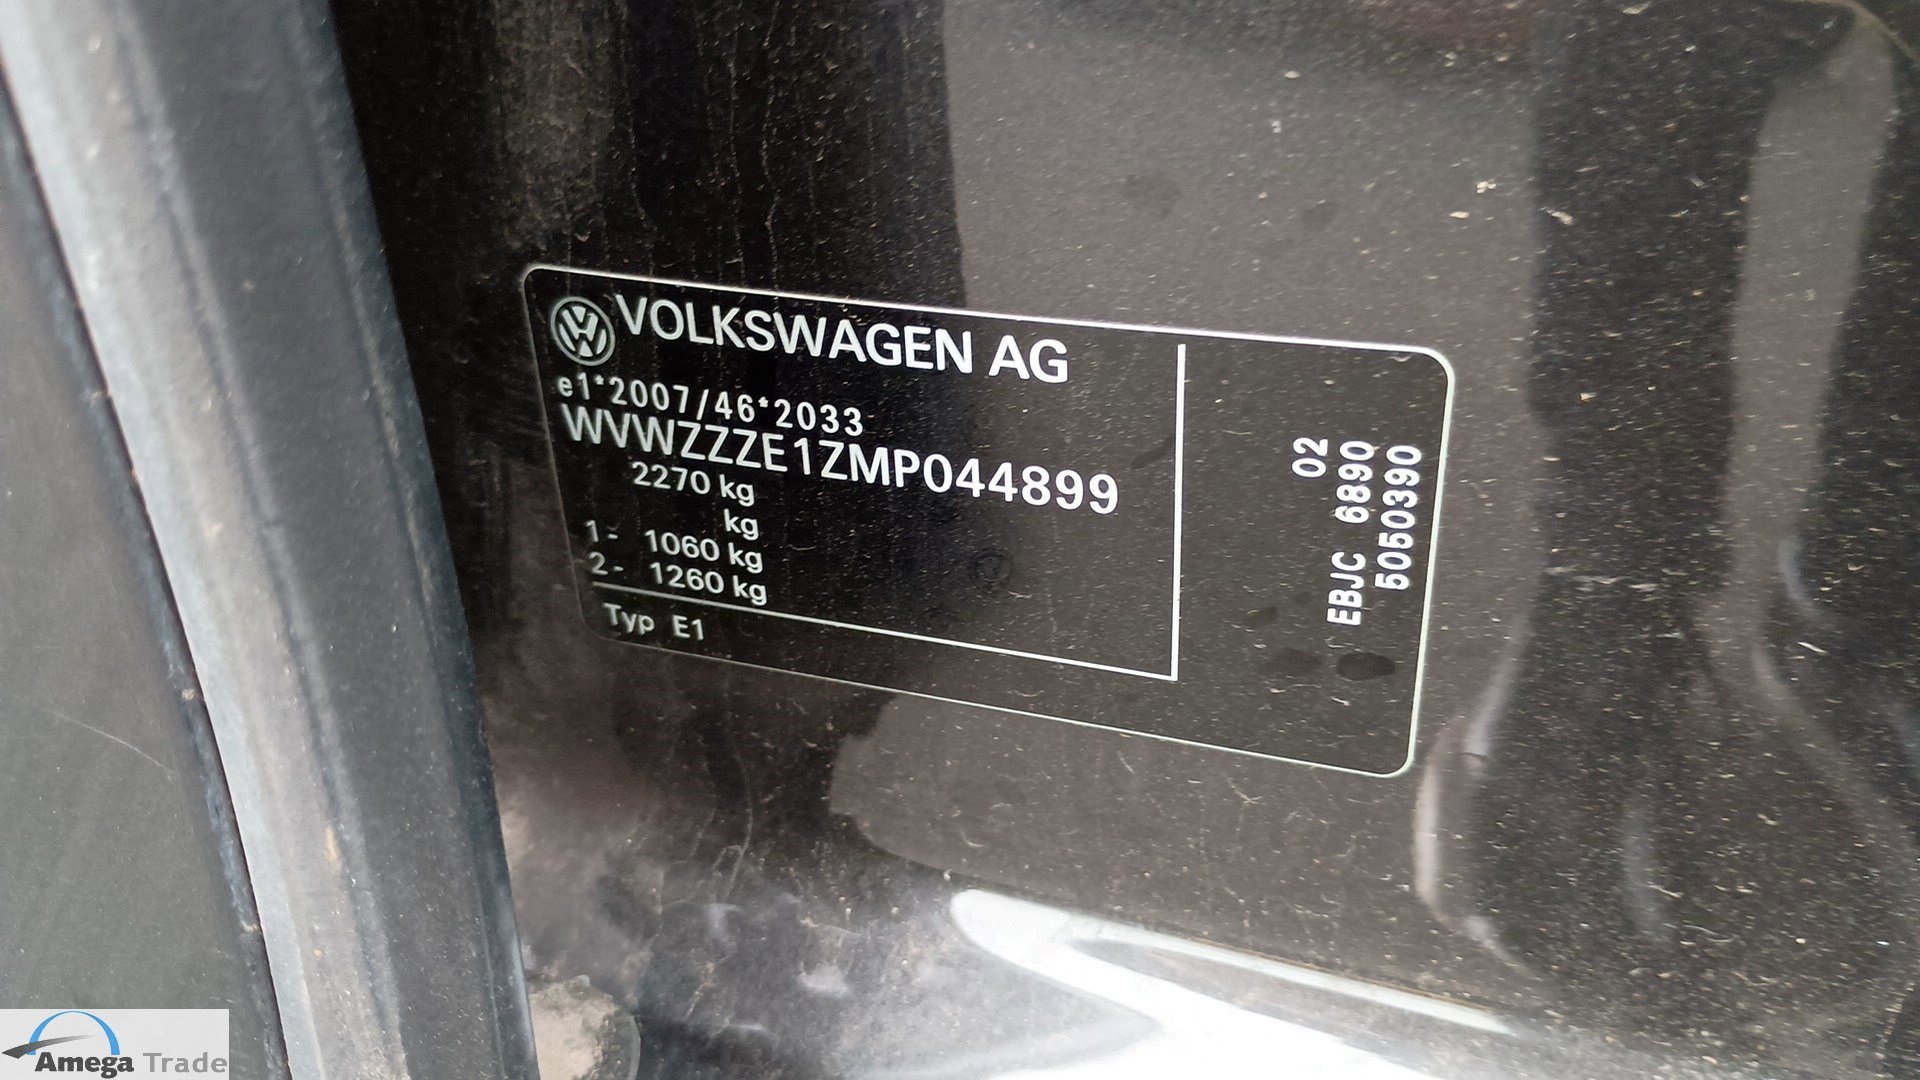 VOLKSWAGEN AG
e1*2007/46*2033
WVWZZZE1ZMP044899
2270 kg
kg
1- 1060 kg
2- 1260 kg
Typ E1
02
EBJC 6890
5050390
Amega Trade